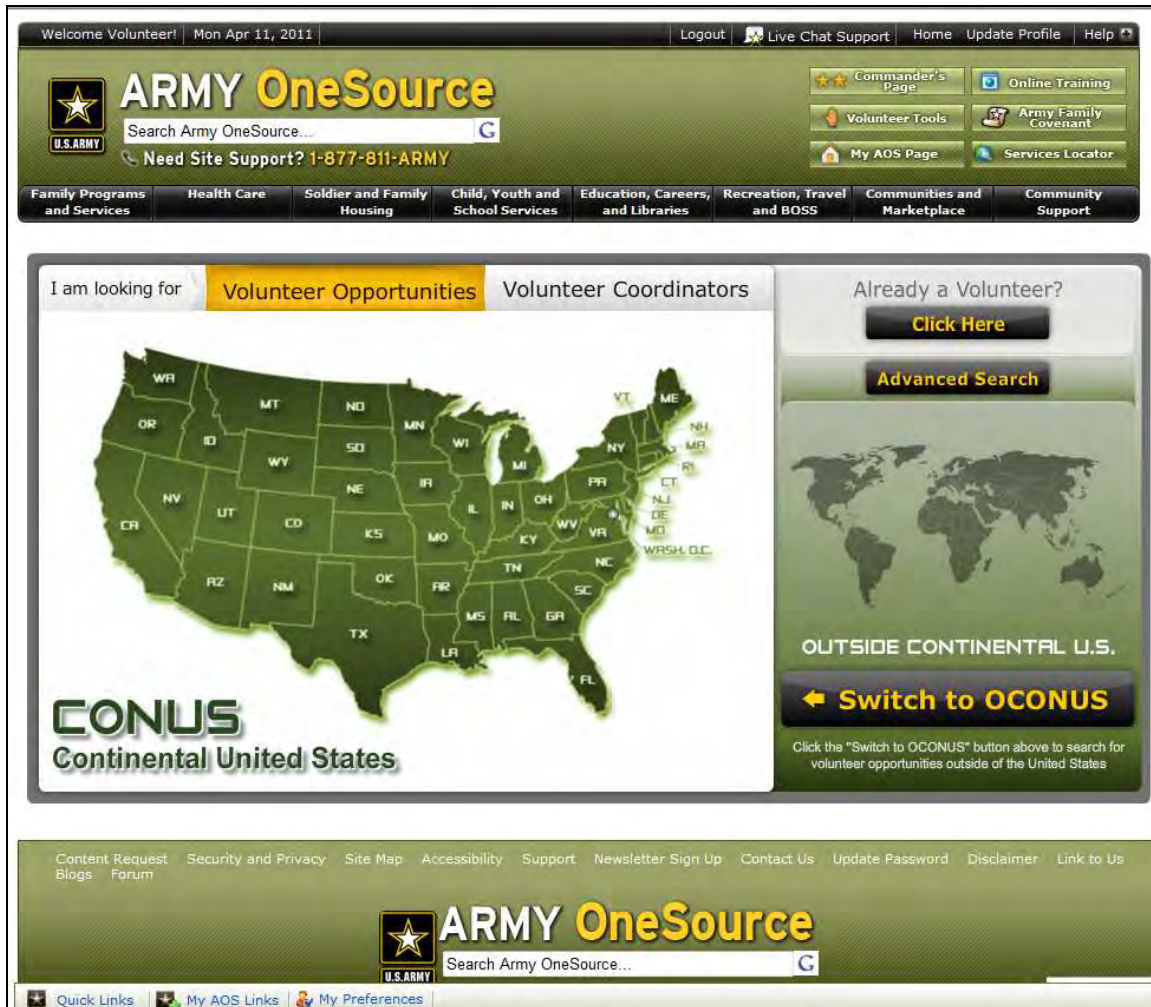 Welcome Volunteer! Mon Apr 11, 2011 Logout Live Chat Support Home Update Profile Help
ARMY OneSource
U.S.ARMY
Search Army OneSource... G
Need Site Support? 1-877-811-ARMY
Commander's Page
Online Training
Volunteer Tools
Army Family Covenant
My AOS Page
Services Locator
Family Programs and Services
Health Care
Soldier and Family Housing
Child, Youth and School Services
Education, Careers, and Libraries
Recreation, Travel and BOSS
Communities and Marketplace
Community Support
I am looking for Volunteer Opportunities Volunteer Coordinators
WA
OR
ID
MT
ND
MN
SD
WY
WI
MI
NY
VT
ME
NH
MA
RI
CT
NJ
DE
MD
WASH. D.C.
NV
CA
UT
CO
NE
IA
IL
IN
OH
PA
WV
VA
KS
MO
KY
AZ
NM
OK
AR
TN
NC
SC
MS
AL
GA
TX
LA
FL
CONUS
Continental United States
Already a Volunteer?
Click Here
Advanced Search
OUTSIDE CONTINENTAL U.S.
Switch to OCONUS
Click the "Switch to OCONUS" button above to search for
volunteer opportunities outside of the United States
Content Request Security and Privacy Site Map Accessibility Support Newsletter Sign Up Contact Us Update Password Disclaimer Link to Us
Blogs Forum
ARMY OneSource
U.S.ARMY
Search Army OneSource... G
Quick Links My AOS Links My Preferences